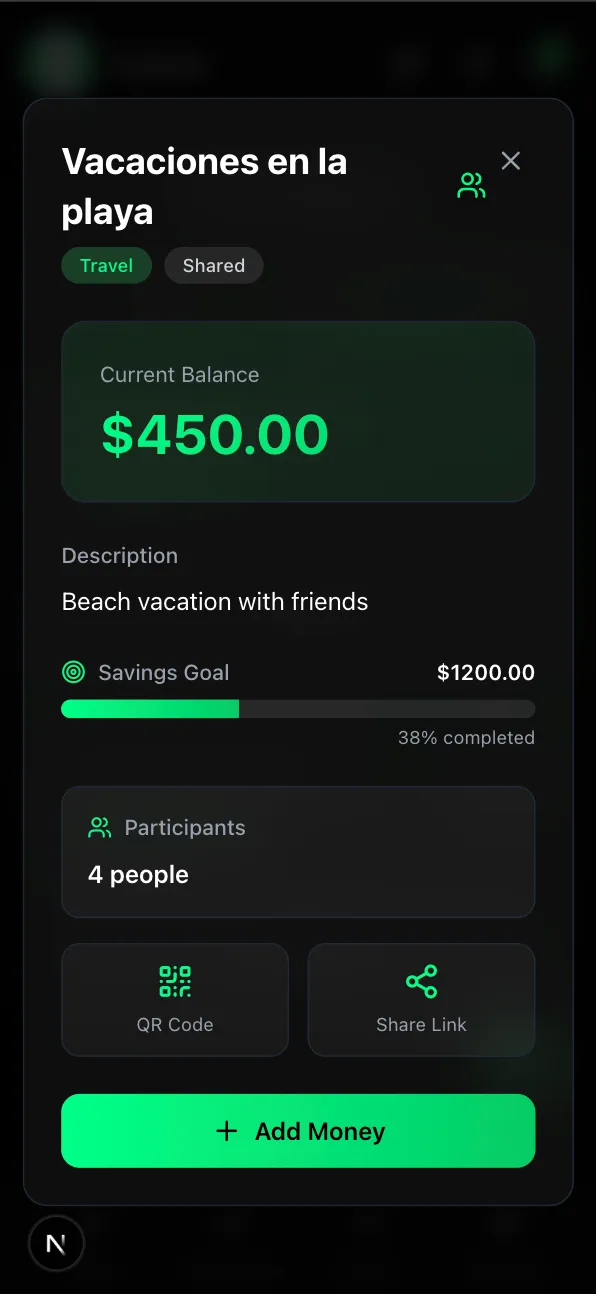 Vacaciones en la
playa
Travel
Shared
Current Balance
$450.00
Description
Beach vacation with friends
Savings Goal
$1200.00
38% completed
Participants
4 people
QR Code
Share Link
Add Money
N